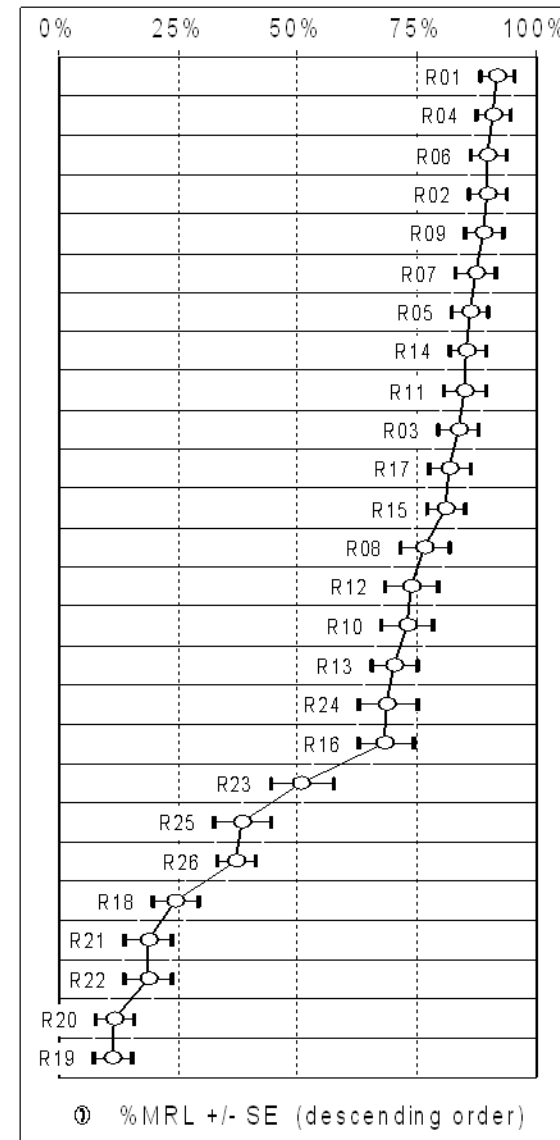 0% 25% 50% 75% 100%
R01
R04
R06
R02
R09
R07
R05
R14
R11
R03
R17
R15
R08
R12
R10
R13
R24
R16
R23
R25
R26
R18
R21
R22
R20
R19
%MRL +/- SE (descending order)